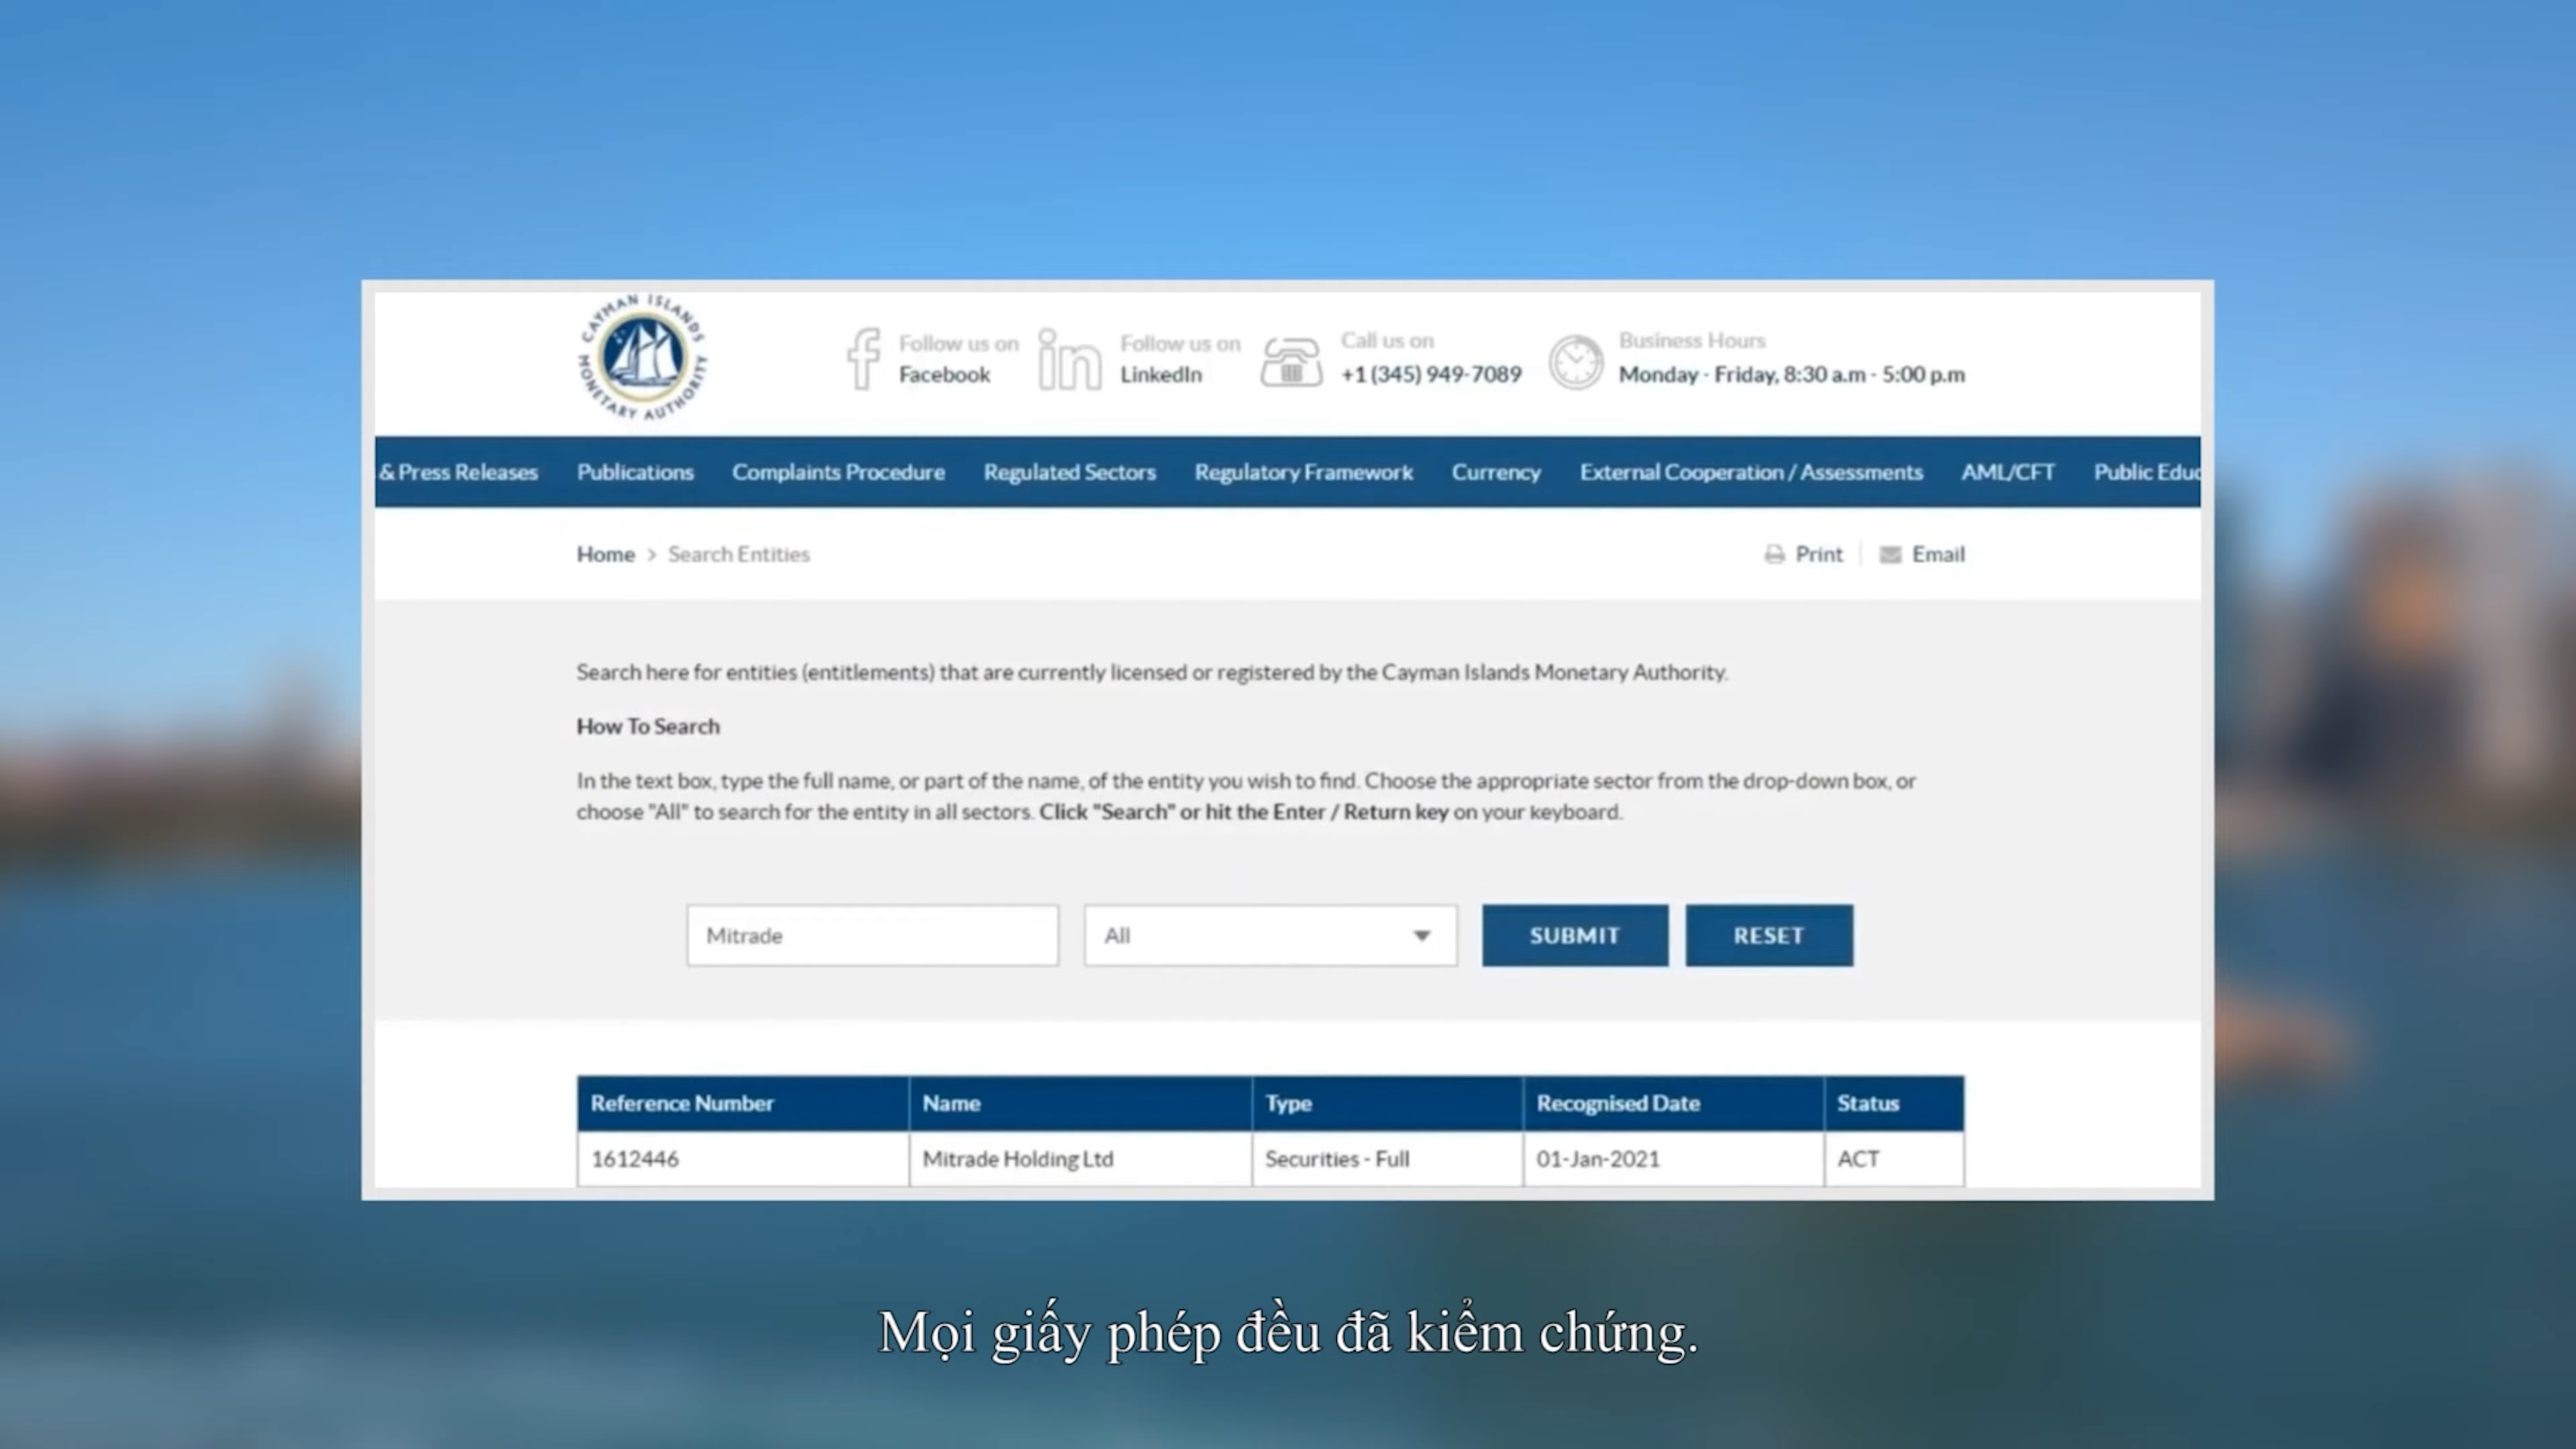 CAYMAN ISLANDS MONETARY AUTHORITY
Follow us on
Facebook
Follow us on
LinkedIn
Call us on
+1 (345) 949-7089
Business Hours
Monday - Friday, 8:30 a.m - 5:00 p.m
& Press Releases Publications Complaints Procedure Regulated Sectors Regulatory Framework Currency External Cooperation / Assessments AML/CFT Public Educ
Home > Search Entities
Print Email
Search here for entities (entitlements) that are currently licensed or registered by the Cayman Islands Monetary Authority.
How To Search
In the text box, type the full name, or part of the name, of the entity you wish to find. Choose the appropriate sector from the drop-down box, or
choose "All" to search for the entity in all sectors. Click "Search" or hit the Enter / Return key on your keyboard.
Mitrade All SUBMIT RESET
Reference Number Name Type Recognised Date Status
1612446 Mitrade Holding Ltd Securities - Full 01-Jan-2021 ACT
Mọi giấy phép đều đã kiểm chứng.